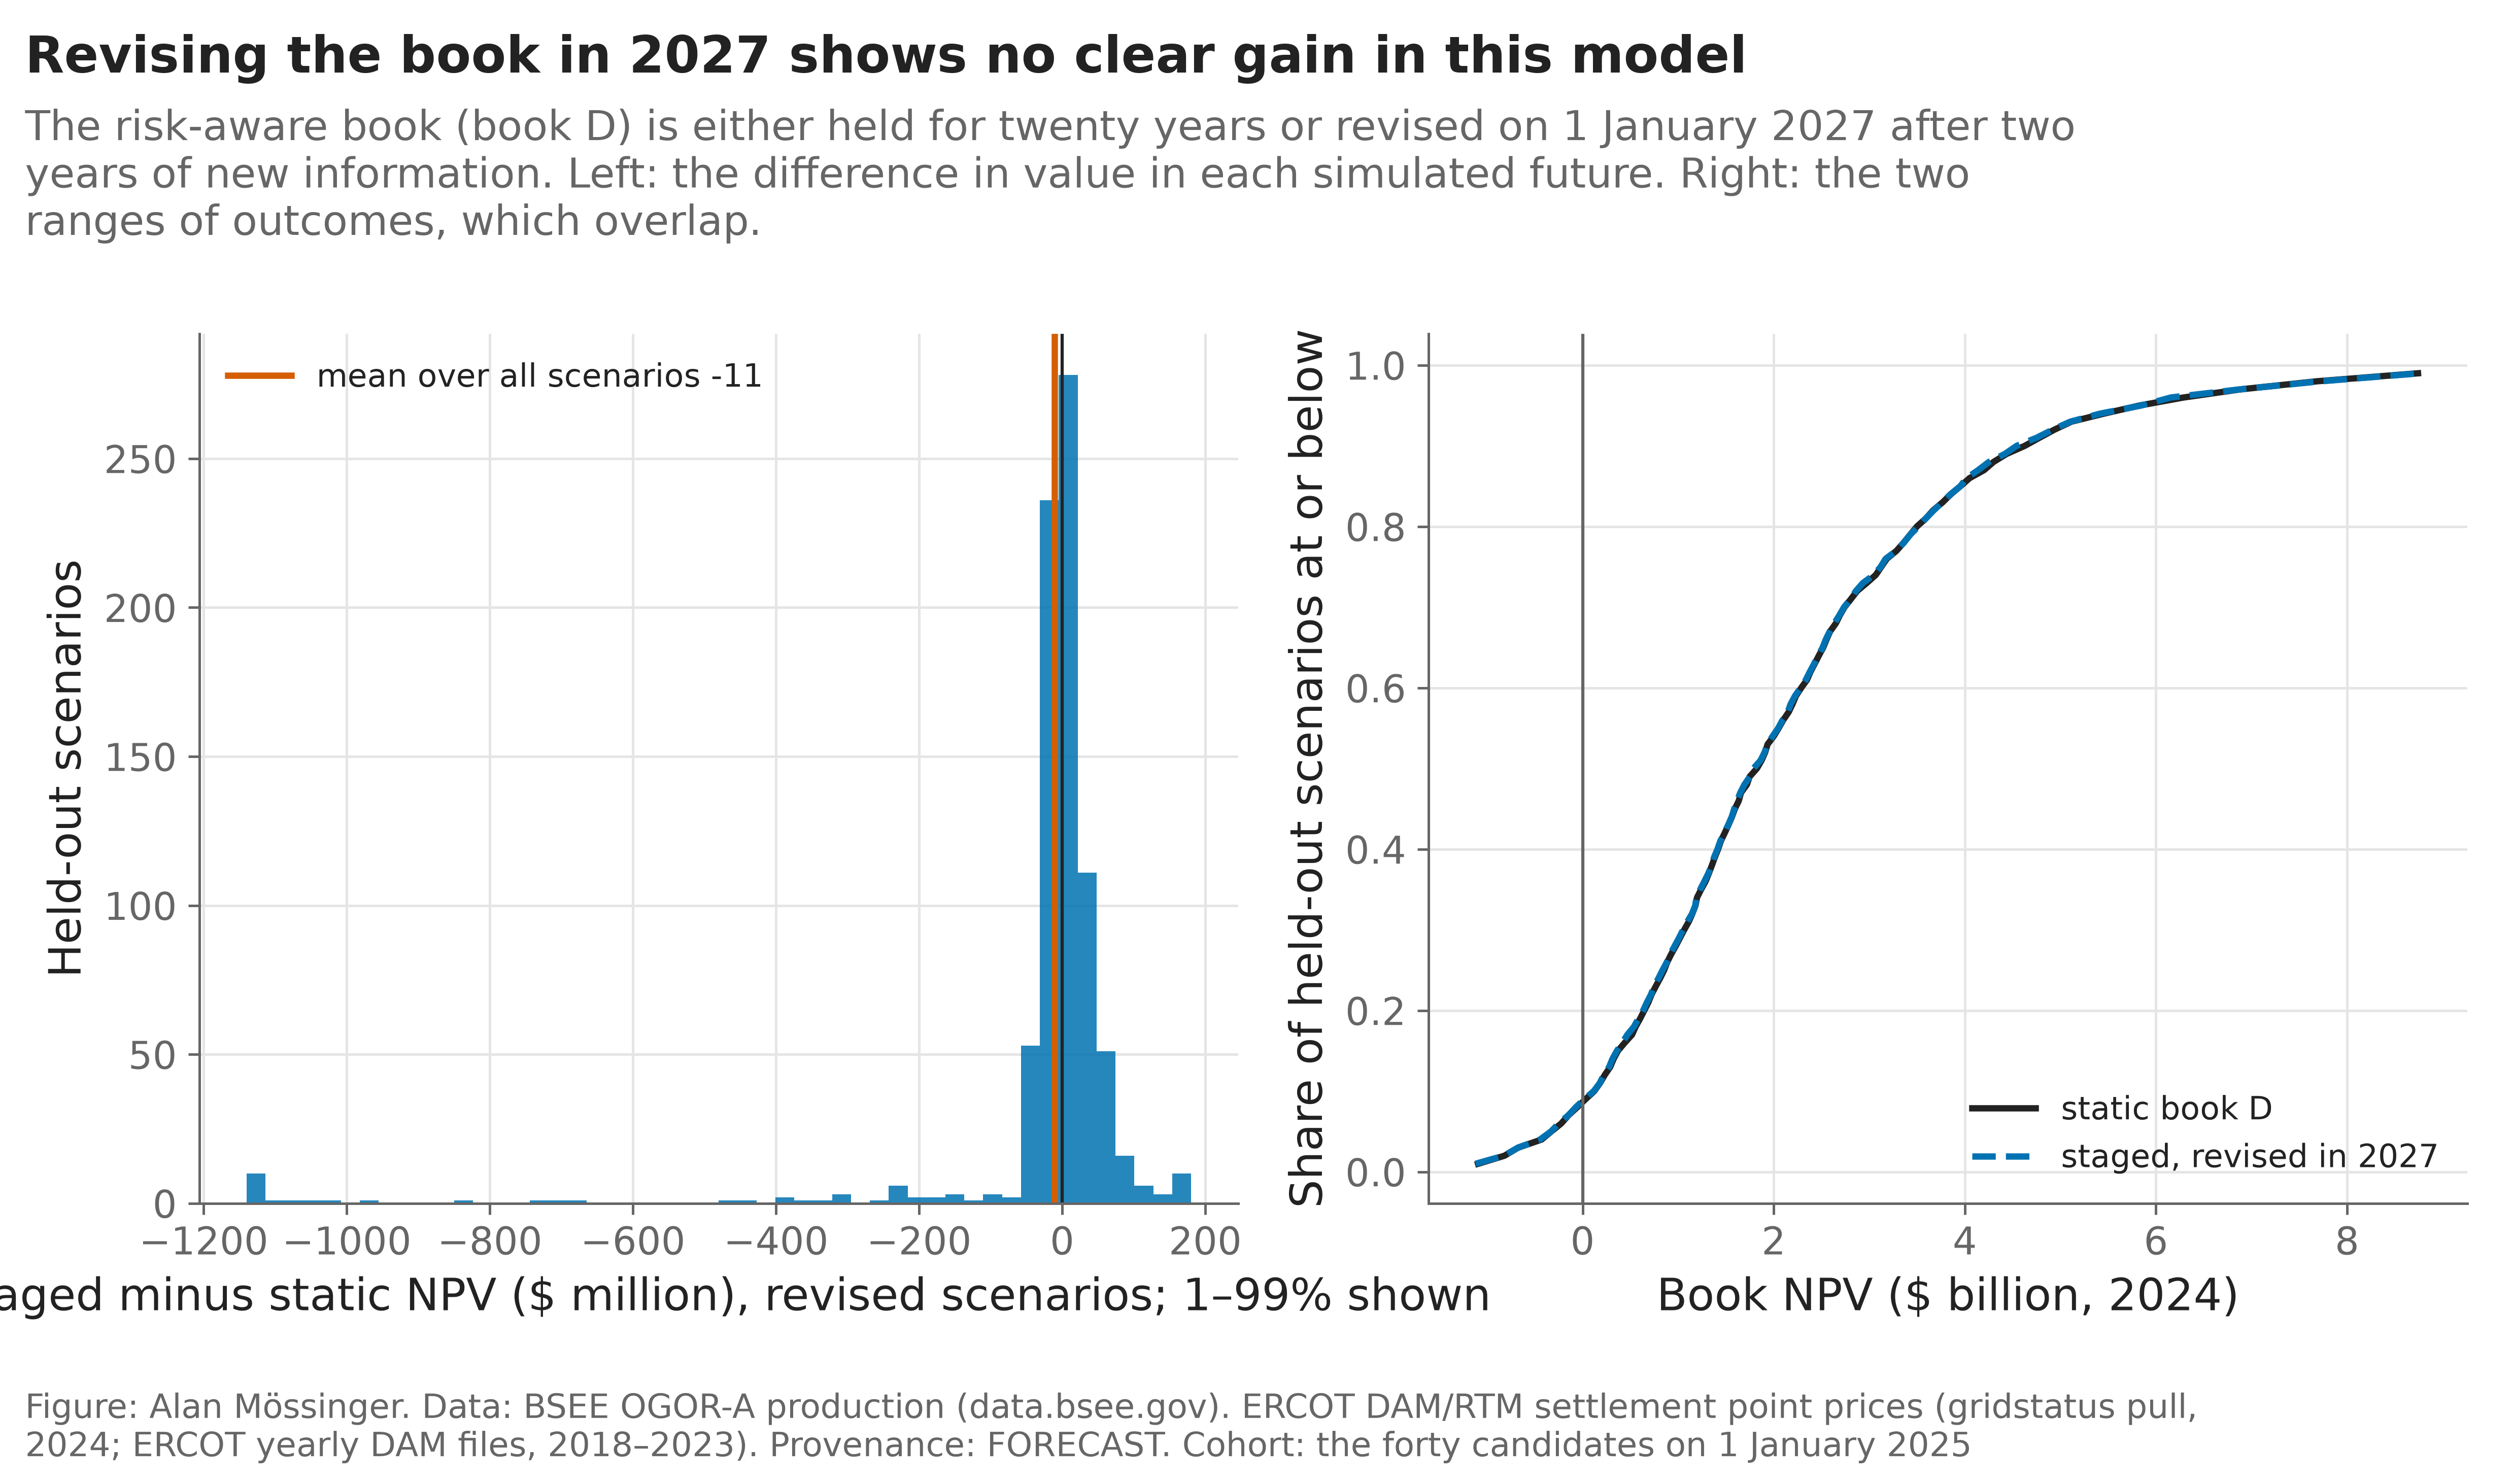 Revising the book in 2027 shows no clear gain in this model
The risk-aware book (book D) is either held for twenty years or revised on 1 January 2027 after two
years of new information. Left: the difference in value in each simulated future. Right: the two
ranges of outcomes, which overlap.
mean over all scenarios -11
Held-out scenarios
250
200
150
100
50
0
−1200
−1000
−800
−600
−400
−200
0
200
aged minus static NPV ($ million), revised scenarios; 1–99% shown
Share of held-out scenarios at or below
1.0
0.8
0.6
0.4
0.2
0.0
static book D
staged, revised in 2027
0
2
4
6
8
Book NPV ($ billion, 2024)
Figure: Alan Mössinger. Data: BSEE OGOR-A production (data.bsee.gov). ERCOT DAM/RTM settlement point prices (gridstatus pull,
2024; ERCOT yearly DAM files, 2018–2023). Provenance: FORECAST. Cohort: the forty candidates on 1 January 2025